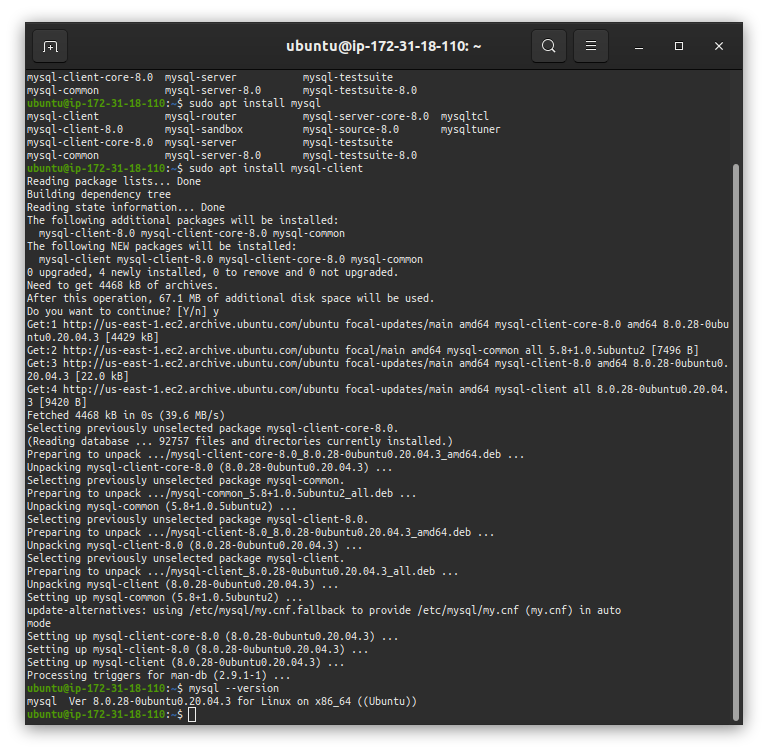 ubuntu@ip-172-31-18-110: ~
mysql-client-core-8.0  mysql-server           mysql-testsuite
mysql-common           mysql-server-8.0       mysql-testsuite-8.0
ubuntu@ip-172-31-18-110:~$ sudo apt install mysql
mysql-client           mysql-router           mysql-server-core-8.0  mysqltcl
mysql-client-8.0       mysql-sandbox          mysql-source-8.0       mysqltuner
mysql-client-core-8.0  mysql-server           mysql-testsuite
mysql-common           mysql-server-8.0       mysql-testsuite-8.0
ubuntu@ip-172-31-18-110:~$ sudo apt install mysql-client
Reading package lists... Done
Building dependency tree
Reading state information... Done
The following additional packages will be installed:
  mysql-client-8.0 mysql-client-core-8.0 mysql-common
The following NEW packages will be installed:
  mysql-client mysql-client-8.0 mysql-client-core-8.0 mysql-common
0 upgraded, 4 newly installed, 0 to remove and 0 not upgraded.
Need to get 4468 kB of archives.
After this operation, 67.1 MB of additional disk space will be used.
Do you want to continue? [Y/n] y
Get:1 http://us-east-1.ec2.archive.ubuntu.com/ubuntu focal-updates/main amd64 mysql-client-core-8.0 amd64 8.0.28-0ubu
ntu0.20.04.3 [4429 kB]
Get:2 http://us-east-1.ec2.archive.ubuntu.com/ubuntu focal/main amd64 mysql-common all 5.8+1.0.5ubuntu2 [7496 B]
Get:3 http://us-east-1.ec2.archive.ubuntu.com/ubuntu focal-updates/main amd64 mysql-client-8.0 amd64 8.0.28-0ubuntu0.
20.04.3 [22.0 kB]
Get:4 http://us-east-1.ec2.archive.ubuntu.com/ubuntu focal-updates/main amd64 mysql-client all 8.0.28-0ubuntu0.20.04.
3 [9420 B]
Fetched 4468 kB in 0s (39.6 MB/s)
Selecting previously unselected package mysql-client-core-8.0.
(Reading database ... 92757 files and directories currently installed.)
Preparing to unpack .../mysql-client-core-8.0_8.0.28-0ubuntu0.20.04.3_amd64.deb ...
Unpacking mysql-client-core-8.0 (8.0.28-0ubuntu0.20.04.3) ...
Selecting previously unselected package mysql-common.
Preparing to unpack .../mysql-common_5.8+1.0.5ubuntu2_all.deb ...
Unpacking mysql-common (5.8+1.0.5ubuntu2) ...
Selecting previously unselected package mysql-client-8.0.
Preparing to unpack .../mysql-client-8.0_8.0.28-0ubuntu0.20.04.3_amd64.deb ...
Unpacking mysql-client-8.0 (8.0.28-0ubuntu0.20.04.3) ...
Selecting previously unselected package mysql-client.
Preparing to unpack .../mysql-client_8.0.28-0ubuntu0.20.04.3_all.deb ...
Unpacking mysql-client (8.0.28-0ubuntu0.20.04.3) ...
Setting up mysql-common (5.8+1.0.5ubuntu2) ...
update-alternatives: using /etc/mysql/my.cnf.fallback to provide /etc/mysql/my.cnf (my.cnf) in auto
mode
Setting up mysql-client-core-8.0 (8.0.28-0ubuntu0.20.04.3) ...
Setting up mysql-client-8.0 (8.0.28-0ubuntu0.20.04.3) ...
Setting up mysql-client (8.0.28-0ubuntu0.20.04.3) ...
Processing triggers for man-db (2.9.1-1) ...
ubuntu@ip-172-31-18-110:~$ mysql --version
mysql  Ver 8.0.28-0ubuntu0.20.04.3 for Linux on x86_64 ((Ubuntu))
ubuntu@ip-172-31-18-110:~$